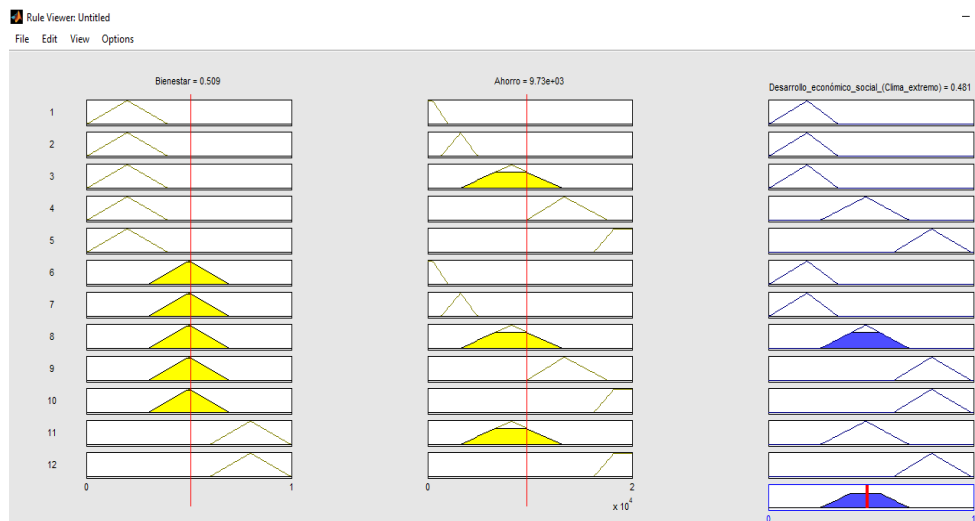 Rule Viewer: Untitled
File Edit View Options
Bienestar = 0.509
Ahorro = 9.73e+03
Desarrollo_económico_social_(Clima_extremo) = 0.481
1
2
3
4
5
6
7
8
9
10
11
12
0 1
0 2
x 10^4
0 1